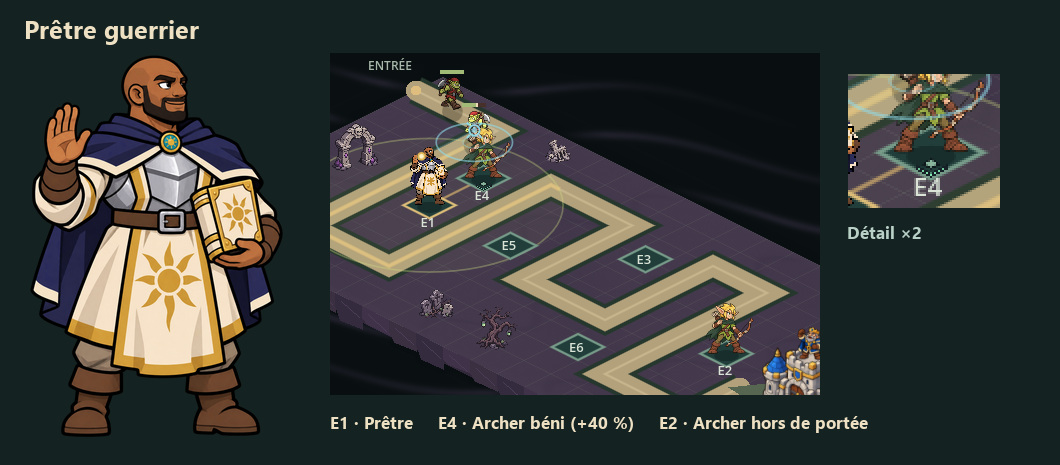 Prêtre guerrier
ENTRÉE
E1
E4
E5
E3
E6
E2
E4
Détail ×2
E1 · Prêtre E4 · Archer béni (+40 %) E2 · Archer hors de portée